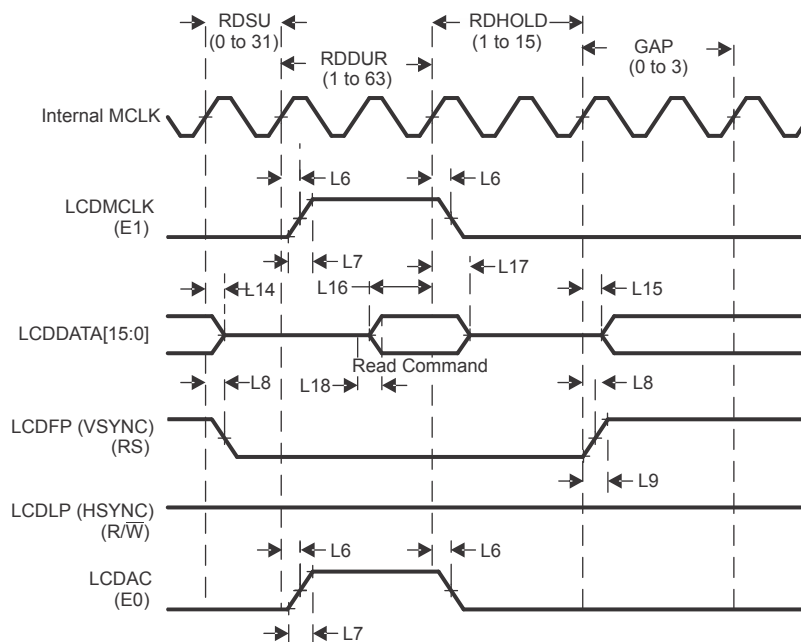 RDSU
(0 to 31)
RDHOLD
(1 to 15)
GAP
(0 to 3)
RDDUR
(1 to 63)
Internal MCLK
L6
L6
LCDMCLK
(E1)
L7
L17
L14
L16
L15
LCDDATA[15:0]
Read Command
L8
L18
L8
LCDFP (VSYNC)
(RS)
L9
LCDLP (HSYNC)
(R/W̅)
L6
L6
LCDAC
(E0)
L7